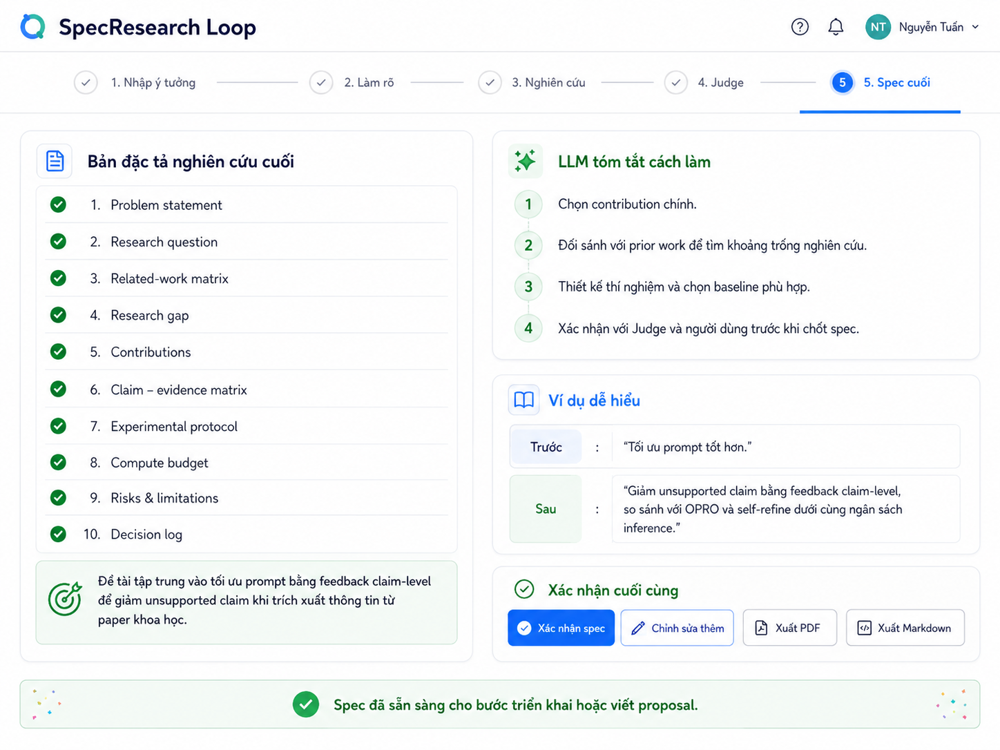 SpecResearch Loop
?
NT
Nguyễn Tuấn
1. Nhập ý tưởng
2. Làm rõ
3. Nghiên cứu
4. Judge
5
5. Spec cuối
Bản đặc tả nghiên cứu cuối
1. Problem statement
2. Research question
3. Related-work matrix
4. Research gap
5. Contributions
6. Claim – evidence matrix
7. Experimental protocol
8. Compute budget
9. Risks & limitations
10. Decision log
Đề tài tập trung vào tối ưu prompt bằng feedback claim-level
để giảm unsupported claim khi trích xuất thông tin từ
paper khoa học.
LLM tóm tắt cách làm
1 Chọn contribution chính.
2 Đối sánh với prior work để tìm khoảng trống nghiên cứu.
3 Thiết kế thí nghiệm và chọn baseline phù hợp.
4 Xác nhận với Judge và người dùng trước khi chốt spec.
Ví dụ dễ hiểu
Trước : “Tối ưu prompt tốt hơn.”
Sau : “Giảm unsupported claim bằng feedback claim-level,
so sánh với OPRO và self-refine dưới cùng ngân sách
inference.”
Xác nhận cuối cùng
Xác nhận spec
Chỉnh sửa thêm
Xuất PDF
Xuất Markdown
Spec đã sẵn sàng cho bước triển khai hoặc viết proposal.